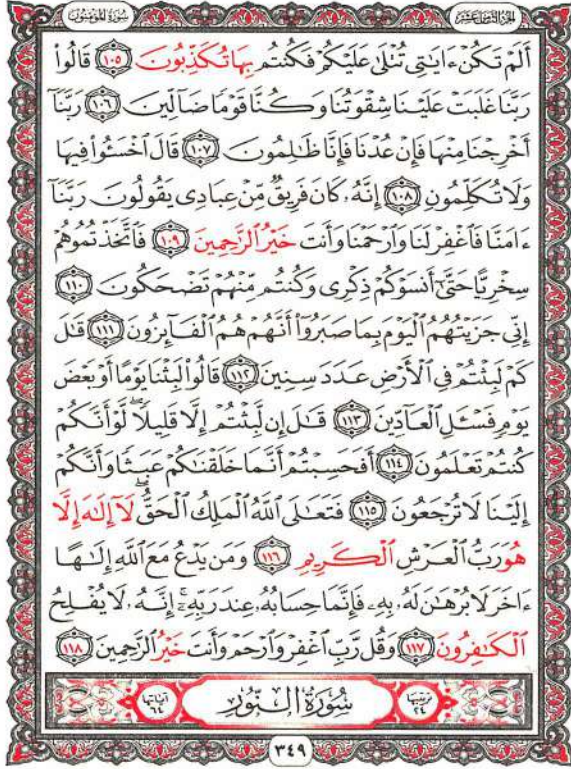 الجزء الثامن عشر
سورة المؤمنون
أَلَمْ تَكُنْ ءَايَٰتِى تُتْلَىٰ عَلَيْكُمْ فَكُنتُم بِهَا تُكَذِّبُونَ ١٠٥ قَالُوا۟
رَبَّنَا غَلَبَتْ عَلَيْنَا شِقْوَتُنَا وَكُنَّا قَوْمًا ضَآلِّينَ ١٠٦ رَبَّنَآ
أَخْرِجْنَا مِنْهَا فَإِنْ عُدْنَا فَإِنَّا ظَٰلِمُونَ ١٠٧ قَالَ ٱخْسَـُٔوا۟ فِيهَا
وَلَا تُكَلِّمُونِ ١٠٨ إِنَّهُۥ كَانَ فَرِيقٌ مِّنْ عِبَادِى يَقُولُونَ رَبَّنَآ
ءَامَنَّا فَٱغْفِرْ لَنَا وَٱرْحَمْنَا وَأَنتَ خَيْرُ ٱلرَّٰحِمِينَ ١٠٩ فَٱتَّخَذْتُمُوهُمْ
سِخْرِيًّا حَتَّىٰٓ أَنسَوْكُمْ ذِكْرِى وَكُنتُم مِّنْهُمْ تَضْحَكُونَ ١١٠
إِنِّى جَزَيْتُهُمُ ٱلْيَوْمَ بِمَا صَبَرُوٓا۟ أَنَّهُمْ هُمُ ٱلْفَآئِزُونَ ١١١ قَٰلَ
كَمْ لَبِثْتُمْ فِى ٱلْأَرْضِ عَدَدَ سِنِينَ ١١٢ قَالُوا۟ لَبِثْنَا يَوْمًا أَوْ بَعْضَ
يَوْمٍ فَسْـَٔلِ ٱلْعَآدِّينَ ١١٣ قَٰلَ إِن لَّبِثْتُمْ إِلَّا قَلِيلًا ۖ لَّوْ أَنَّكُمْ
كُنتُمْ تَعْلَمُونَ ١١٤ أَفَحَسِبْتُمْ أَنَّمَا خَلَقْنَٰكُمْ عَبَثًا وَأَنَّكُمْ
إِلَيْنَا لَا تُرْجَعُونَ ١١٥ فَتَعَٰلَى ٱللَّهُ ٱلْمَلِكُ ٱلْحَقُّ ۖ لَآ إِلَٰهَ إِلَّا
هُوَ رَبُّ ٱلْعَرْشِ ٱلْكَرِيمِ ١١٦ وَمَن يَدْعُ مَعَ ٱللَّهِ إِلَٰهًا
ءَاخَرَ لَا بُرْهَٰنَ لَهُۥ بِهِۦ فَإِنَّمَا حِسَابُهُۥ عِندَ رَبِّهِۦٓ ۚ إِنَّهُۥ لَا يُفْلِحُ
ٱلْكَٰفِرُونَ ١١٧ وَقُل رَّبِّ ٱغْفِرْ وَٱرْحَمْ وَأَنتَ خَيْرُ ٱلرَّٰحِمِينَ ١١٨
ترتيبها ٢٤
سُورَةُ النُّورِ
آياتها ٦٤
٣٤٩